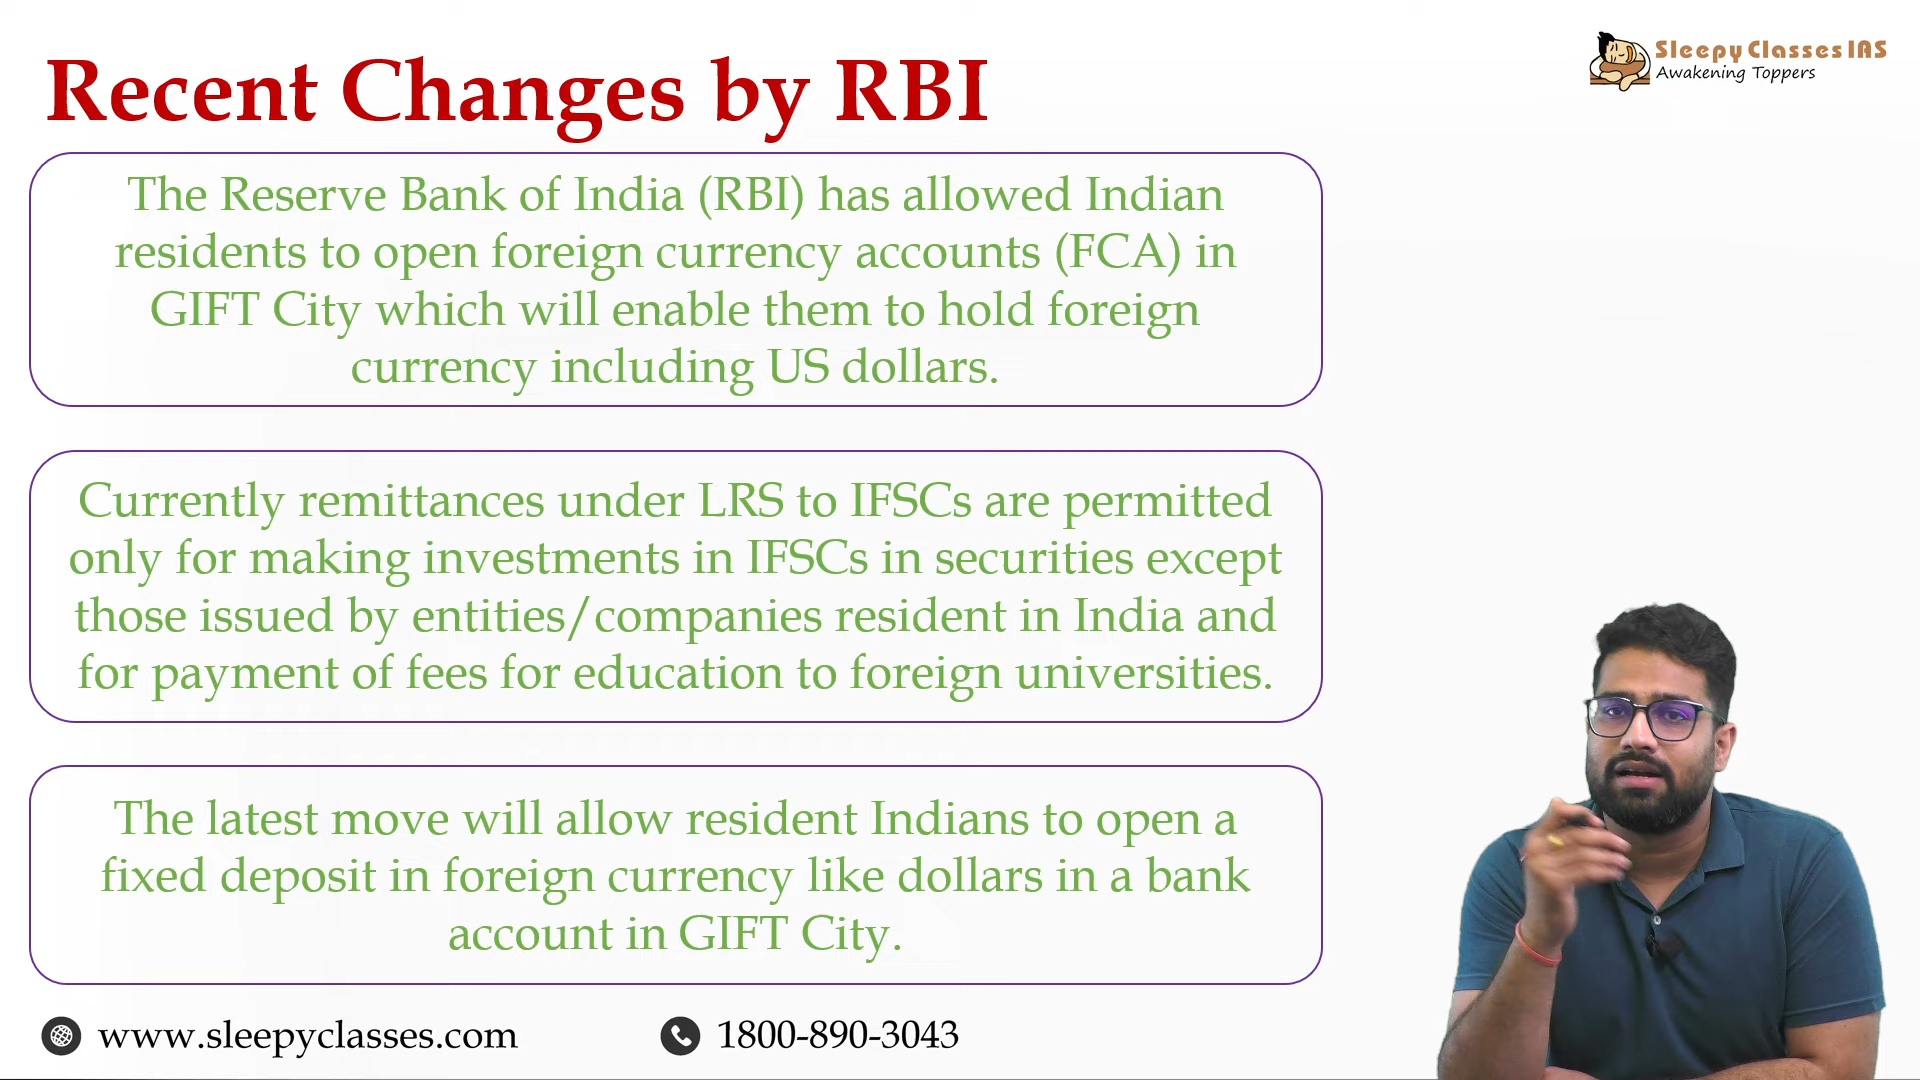 Recent Changes by RBI
Sleepy Classes IAS
Awakening Toppers
The Reserve Bank of India (RBI) has allowed Indian
residents to open foreign currency accounts (FCA) in
GIFT City which will enable them to hold foreign
currency including US dollars.
Currently remittances under LRS to IFSCs are permitted
only for making investments in IFSCs in securities except
those issued by entities/companies resident in India and
for payment of fees for education to foreign universities.
The latest move will allow resident Indians to open a
fixed deposit in foreign currency like dollars in a bank
account in GIFT City.
www.sleepyclasses.com
1800-890-3043